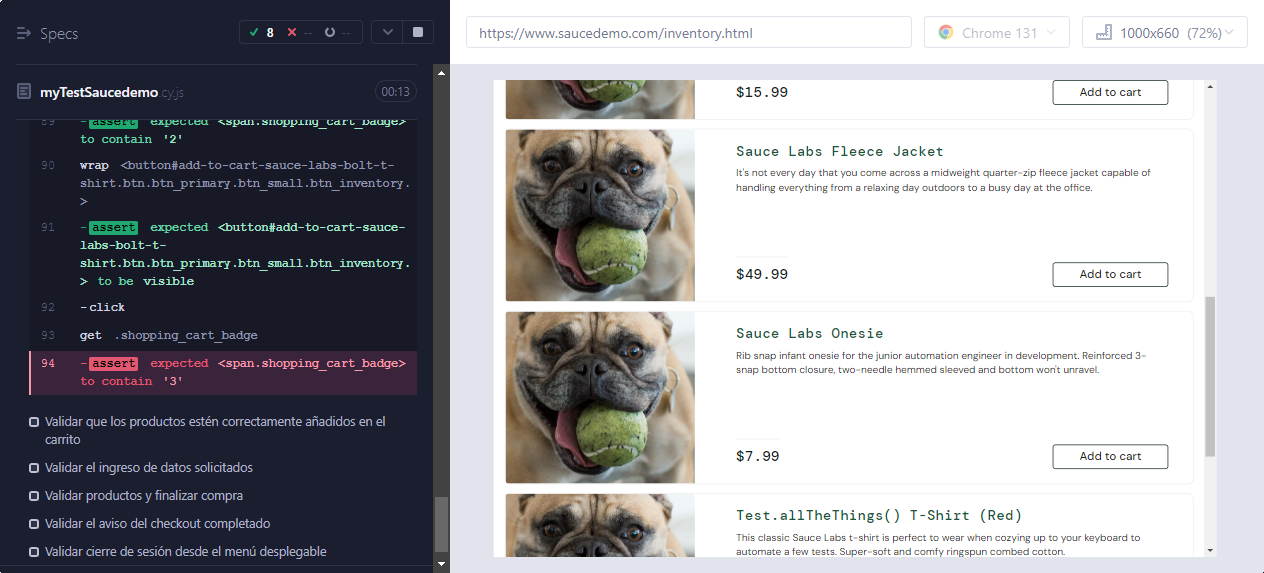 Specs
8 -- --
https://www.saucedemo.com/inventory.html
Chrome 131
1000x660 (72%)
myTestSaucedemo.cy.js
00:13
89 -assert expected <span.shopping_cart_badge>
to contain '2'
90 wrap <button#add-to-cart-sauce-labs-bolt-t-
shirt.btn.btn_primary.btn_small.btn_inventory.
>
91 -assert expected <button#add-to-cart-sauce-
labs-bolt-t-
shirt.btn.btn_primary.btn_small.btn_inventory.
> to be visible
92 -click
93 get .shopping_cart_badge
94 -assert expected <span.shopping_cart_badge>
to contain '3'
Validar que los productos estén correctamente añadidos en el
carrito
Validar el ingreso de datos solicitados
Validar productos y finalizar compra
Validar el aviso del checkout completado
Validar cierre de sesión desde el menú desplegable
$15.99
Add to cart
Sauce Labs Fleece Jacket
It's not every day that you come across a midweight quarter-zip fleece jacket capable of
handling everything from a relaxing day outdoors to a busy day at the office.
$49.99
Add to cart
Sauce Labs Onesie
Rib snap infant onesie for the junior automation engineer in development. Reinforced 3-
snap bottom closure, two-needle hemmed sleeved and bottom won't unravel.
$7.99
Add to cart
Test.allTheThings() T-Shirt (Red)
This classic Sauce Labs t-shirt is perfect to wear when cozying up to your keyboard to
automate a few tests. Super-soft and comfy ringspun combed cotton.